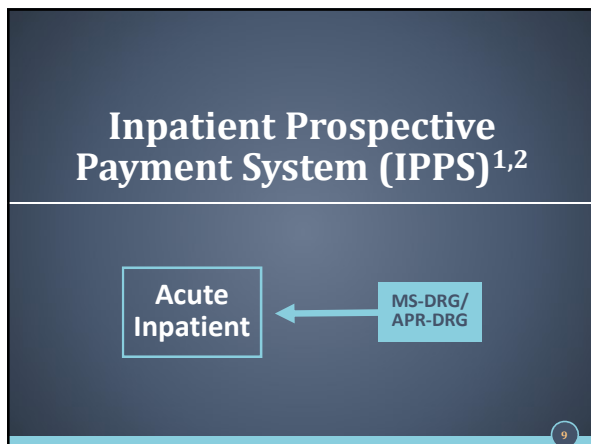 Inpatient Prospective
Payment System (IPPS)1,2
Acute
Inpatient
MS-DRG/
APR-DRG
9